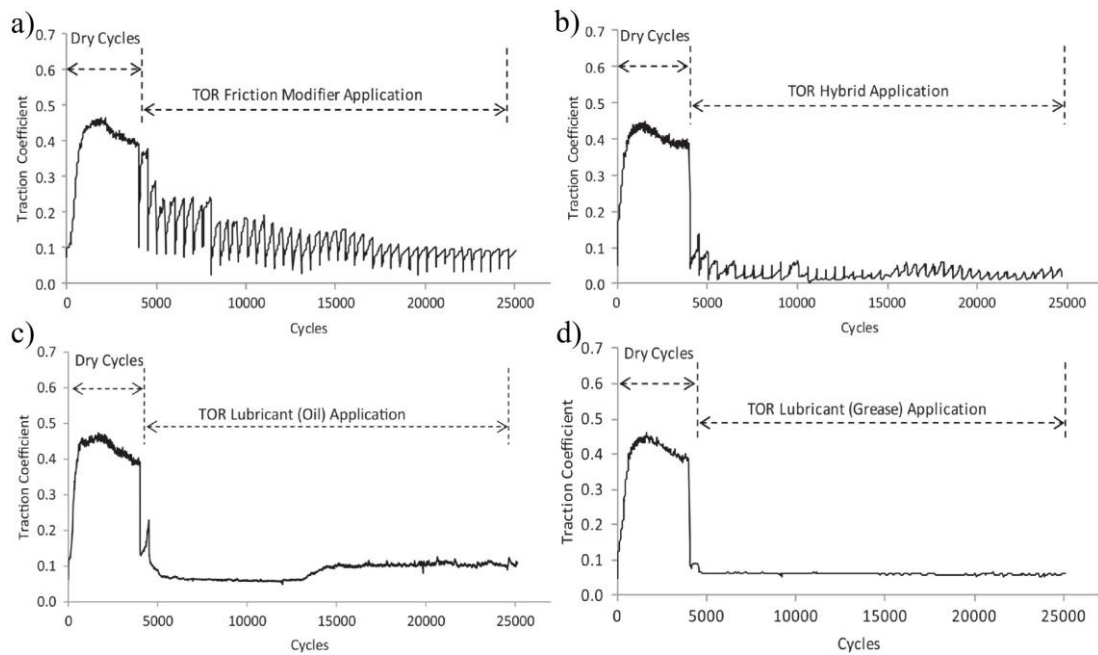 a)
0.7
0.6
0.5
0.4
0.3
0.2
0.1
0
Traction Coefficient
Dry Cycles
TOR Friction Modifier Application
0 5000 10000 15000 20000 25000
Cycles
b)
0.7
0.6
0.5
0.4
0.3
0.2
0.1
0.0
Traction Coefficient
Dry Cycles
TOR Hybrid Application
0 5000 10000 15000 20000 25000
Cycles
c)
0.7
0.6
0.5
0.4
0.3
0.2
0.1
0.0
Traction Coefficient
Dry Cycles
TOR Lubricant (Oil) Application
0 5000 10000 15000 20000 25000
Cycles
d)
0.7
0.6
0.5
0.4
0.3
0.2
0.1
0.0
Traction Coefficient
Dry Cycles
TOR Lubricant (Grease) Application
0 5000 10000 15000 20000 25000
Cycles